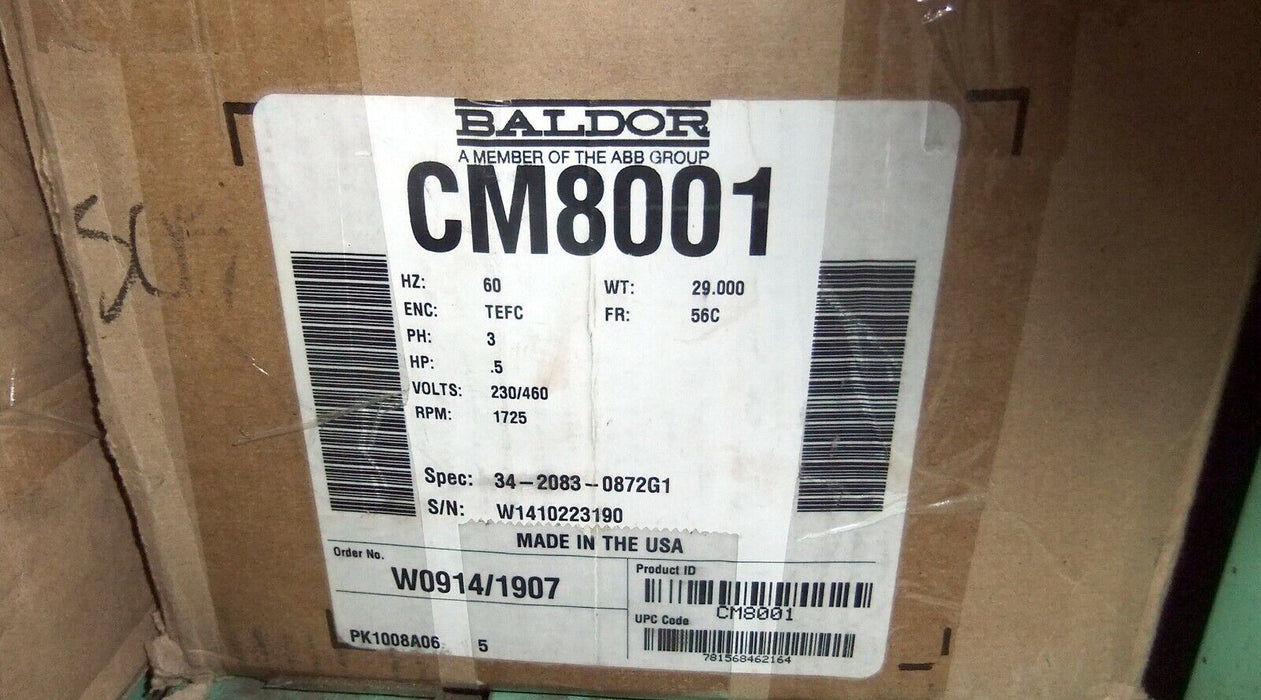 BALDOR
A MEMBER OF THE ABB GROUP
CM8001
HZ: 60 WT: 29.000
ENC: TEFC FR: 56C
PH: 3
HP: .5
VOLTS: 230/460
RPM: 1725
Spec: 34-2083-0872G1
S/N: W1410223190
MADE IN THE USA
Order No.
W0914/1907
Product ID
CM8001
UPC Code
781568462164
PK1008A06 5